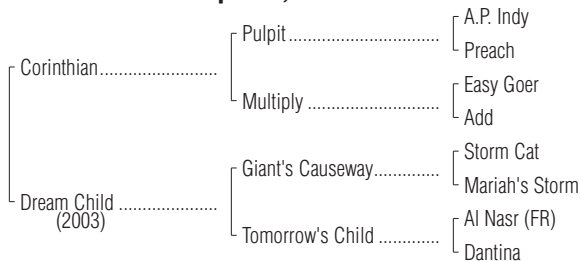 A.P. Indy
Pulpit
Preach
Corinthian
Easy Goer
Multiply
Add
Storm Cat
Giant's Causeway
Mariah's Storm
Dream Child
(2003)
Al Nasr (FR)
Tomorrow's Child
Dantina